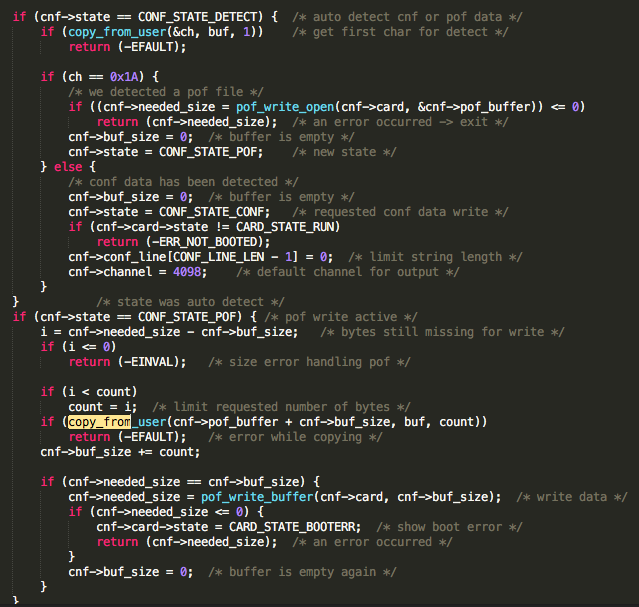 if (cnf->state == CONF_STATE_DETECT) {  /* auto detect cnf or pof data */
if (copy_from_user(&ch, buf, 1))    /* get first char for detect */
return (-EFAULT);
if (ch == 0x1A) {
/* we detected a pof file */
if ((cnf->needed_size = pof_write_open(cnf->card, &cnf->pof_buffer)) <= 0)
return (cnf->needed_size);  /* an error occurred -> exit */
cnf->buf_size = 0;  /* buffer is empty */
cnf->state = CONF_STATE_POF;    /* new state */
} else {
/* conf data has been detected */
cnf->buf_size = 0;  /* buffer is empty */
cnf->state = CONF_STATE_CONF;   /* requested conf data write */
if (cnf->card->state != CARD_STATE_RUN)
return (-ERR_NOT_BOOTED);
cnf->conf_line[CONF_LINE_LEN - 1] = 0;  /* limit string length */
cnf->channel = 4098;    /* default channel for output */
}
}           /* state was auto detect */
if (cnf->state == CONF_STATE_POF) { /* pof write active */
i = cnf->needed_size - cnf->buf_size;   /* bytes still missing for write */
if (i <= 0)
return (-EINVAL);   /* size error handling pof */
if (i < count)
count = i;  /* limit requested number of bytes */
if (copy_from_user(cnf->pof_buffer + cnf->buf_size, buf, count))
return (-EFAULT);   /* error while copying */
cnf->buf_size += count;
if (cnf->needed_size == cnf->buf_size) {
cnf->needed_size = pof_write_buffer(cnf->card, cnf->buf_size);  /* write data */
if (cnf->needed_size <= 0) {
cnf->card->state = CARD_STATE_BOOTERR;  /* show boot error */
return (cnf->needed_size);  /* an error occurred */
}
cnf->buf_size = 0;  /* buffer is empty again */
}
}